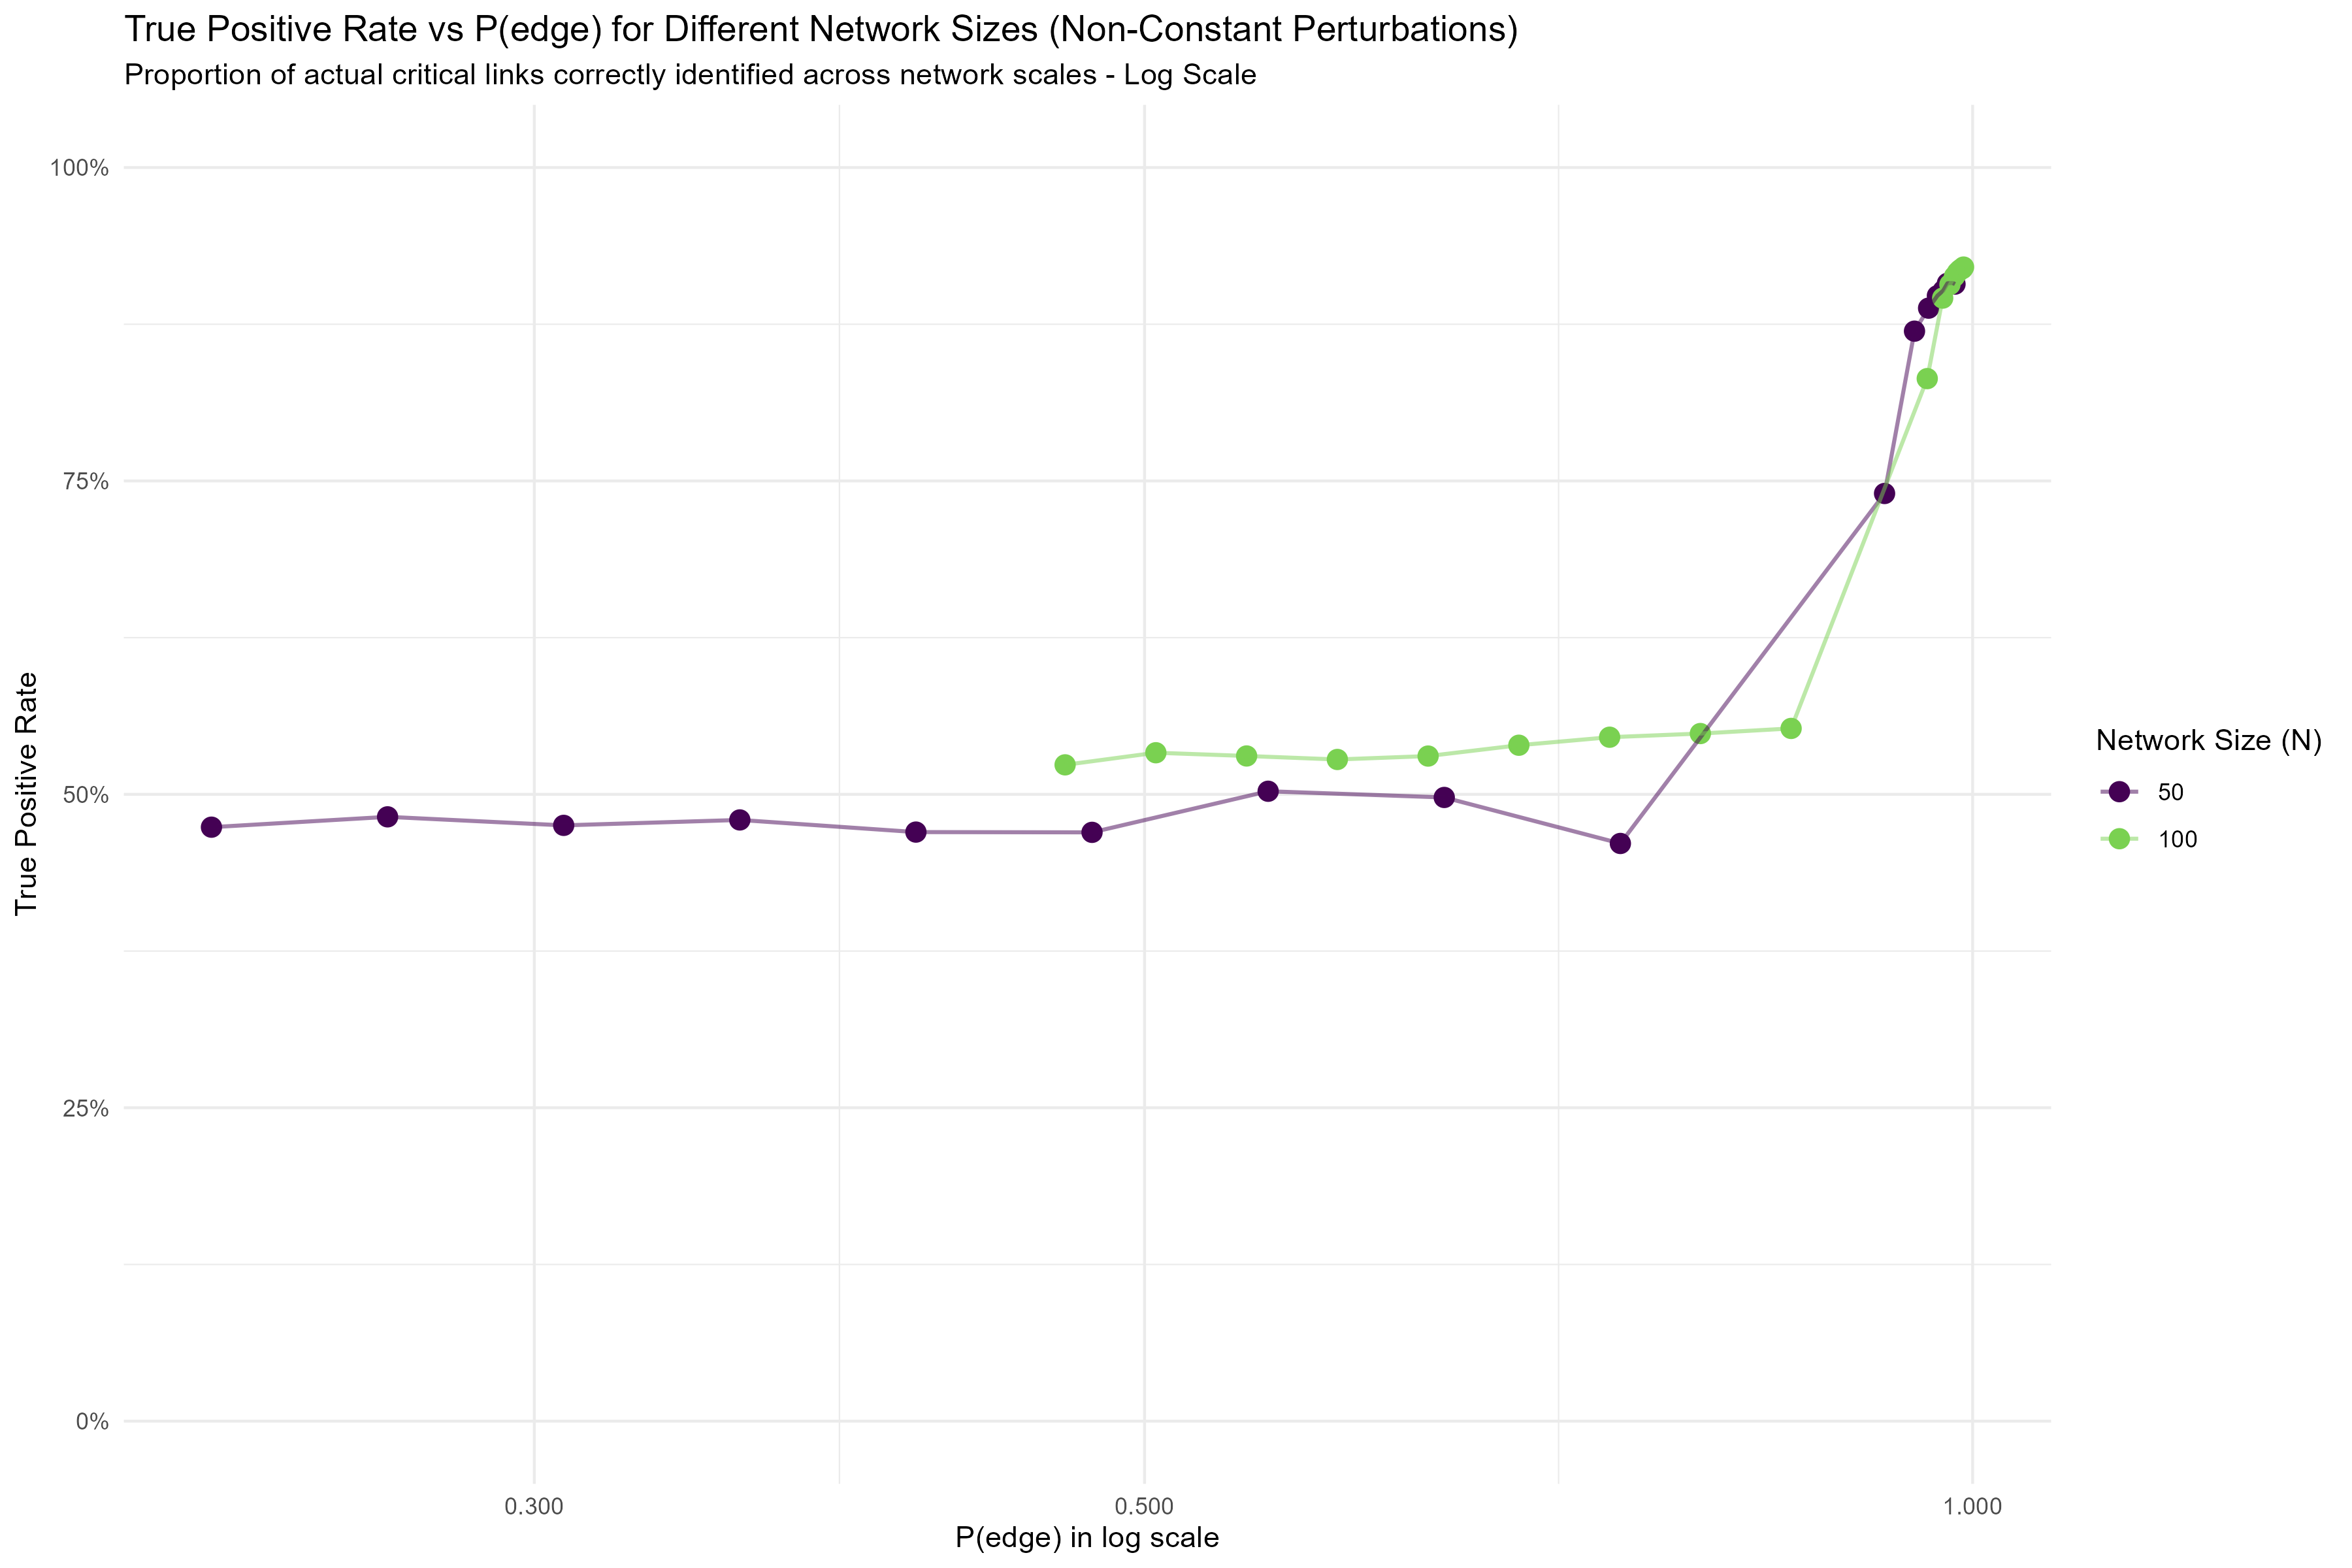 True Positive Rate vs P(edge) for Different Network Sizes (Non-Constant Perturbations)
Proportion of actual critical links correctly identified across network scales - Log Scale
100%
75%
50%
25%
0%
True Positive Rate
0.300
0.500
1.000
P(edge) in log scale
Network Size (N)
50
100